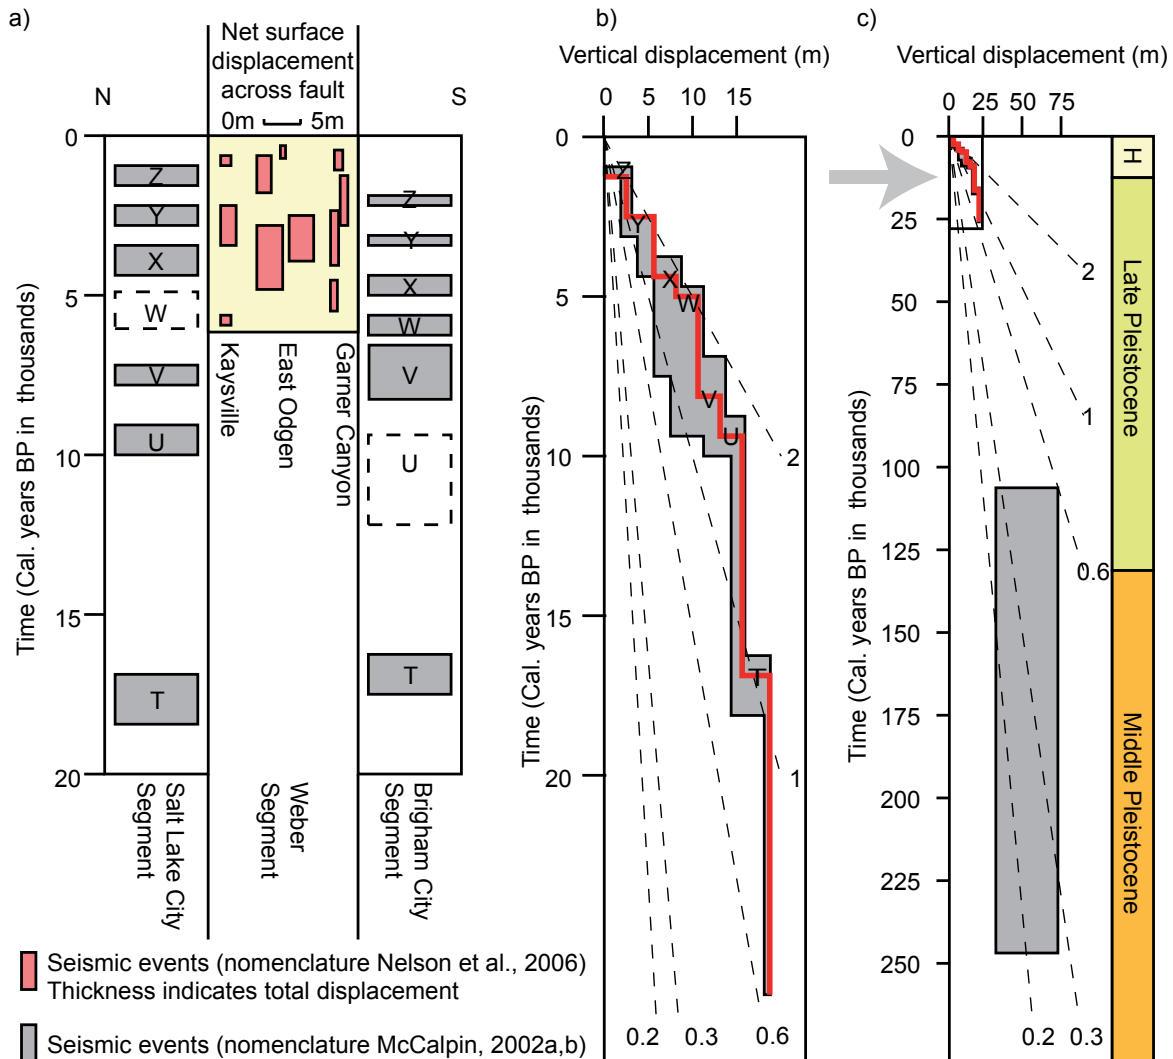 a)
Net surface
displacement
across fault
N
S
0m
5m
0
5
10
15
20
Time (Cal. years BP in thousands)
Z
Y
X
W
V
U
T
Z
Y
X
W
V
U
T
Kaysville
East Odgen
Garner Canyon
Salt Lake City
Segment
Weber
Segment
Brigham City
Segment
Seismic events (nomenclature Nelson et al., 2006)
Thickness indicates total displacement
Seismic events (nomenclature McCalpin, 2002a,b)
b)
Vertical displacement (m)
0 5 10 15
0
5
10
15
20
Time (Cal. years BP in thousands)
Z
Y
X
W
V
U
T
2
1
0.2
0.3
0.6
c)
Vertical displacement (m)
0 25 50 75
0
25
50
75
100
125
150
175
200
225
250
Time (Cal. years BP in thousands)
2
1
0.6
0.2
0.3
H
Late Pleistocene
Middle Pleistocene